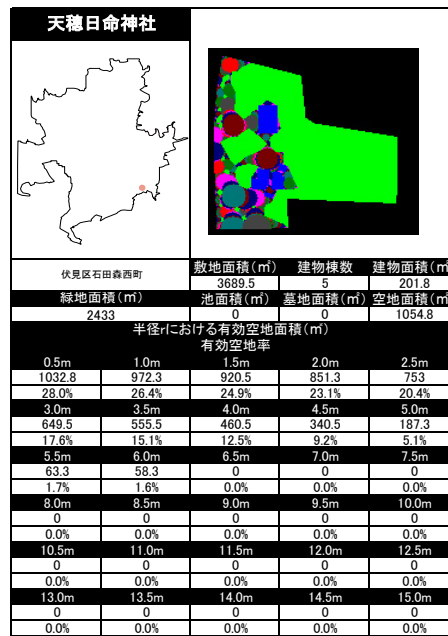 天穂日命神社
伏見区石田森西町
敷地面積(㎡) 建物棟数 建物面積(㎡)
3689.5 5 201.8
緑地面積(㎡) 池面積(㎡) 墓地面積(㎡) 空地面積(㎡)
2433 0 0 1054.8
半径rにおける有効空地面積(㎡)
有効空地率
0.5m 1.0m 1.5m 2.0m 2.5m
1032.8 972.3 920.5 851.3 753
28.0% 26.4% 24.9% 23.1% 20.4%
3.0m 3.5m 4.0m 4.5m 5.0m
649.5 555.5 460.5 340.5 187.3
17.6% 15.1% 12.5% 9.2% 5.1%
5.5m 6.0m 6.5m 7.0m 7.5m
63.3 58.3 0 0 0
1.7% 1.6% 0.0% 0.0% 0.0%
8.0m 8.5m 9.0m 9.5m 10.0m
0 0 0 0 0
0.0% 0.0% 0.0% 0.0% 0.0%
10.5m 11.0m 11.5m 12.0m 12.5m
0 0 0 0 0
0.0% 0.0% 0.0% 0.0% 0.0%
13.0m 13.5m 14.0m 14.5m 15.0m
0 0 0 0 0
0.0% 0.0% 0.0% 0.0% 0.0%